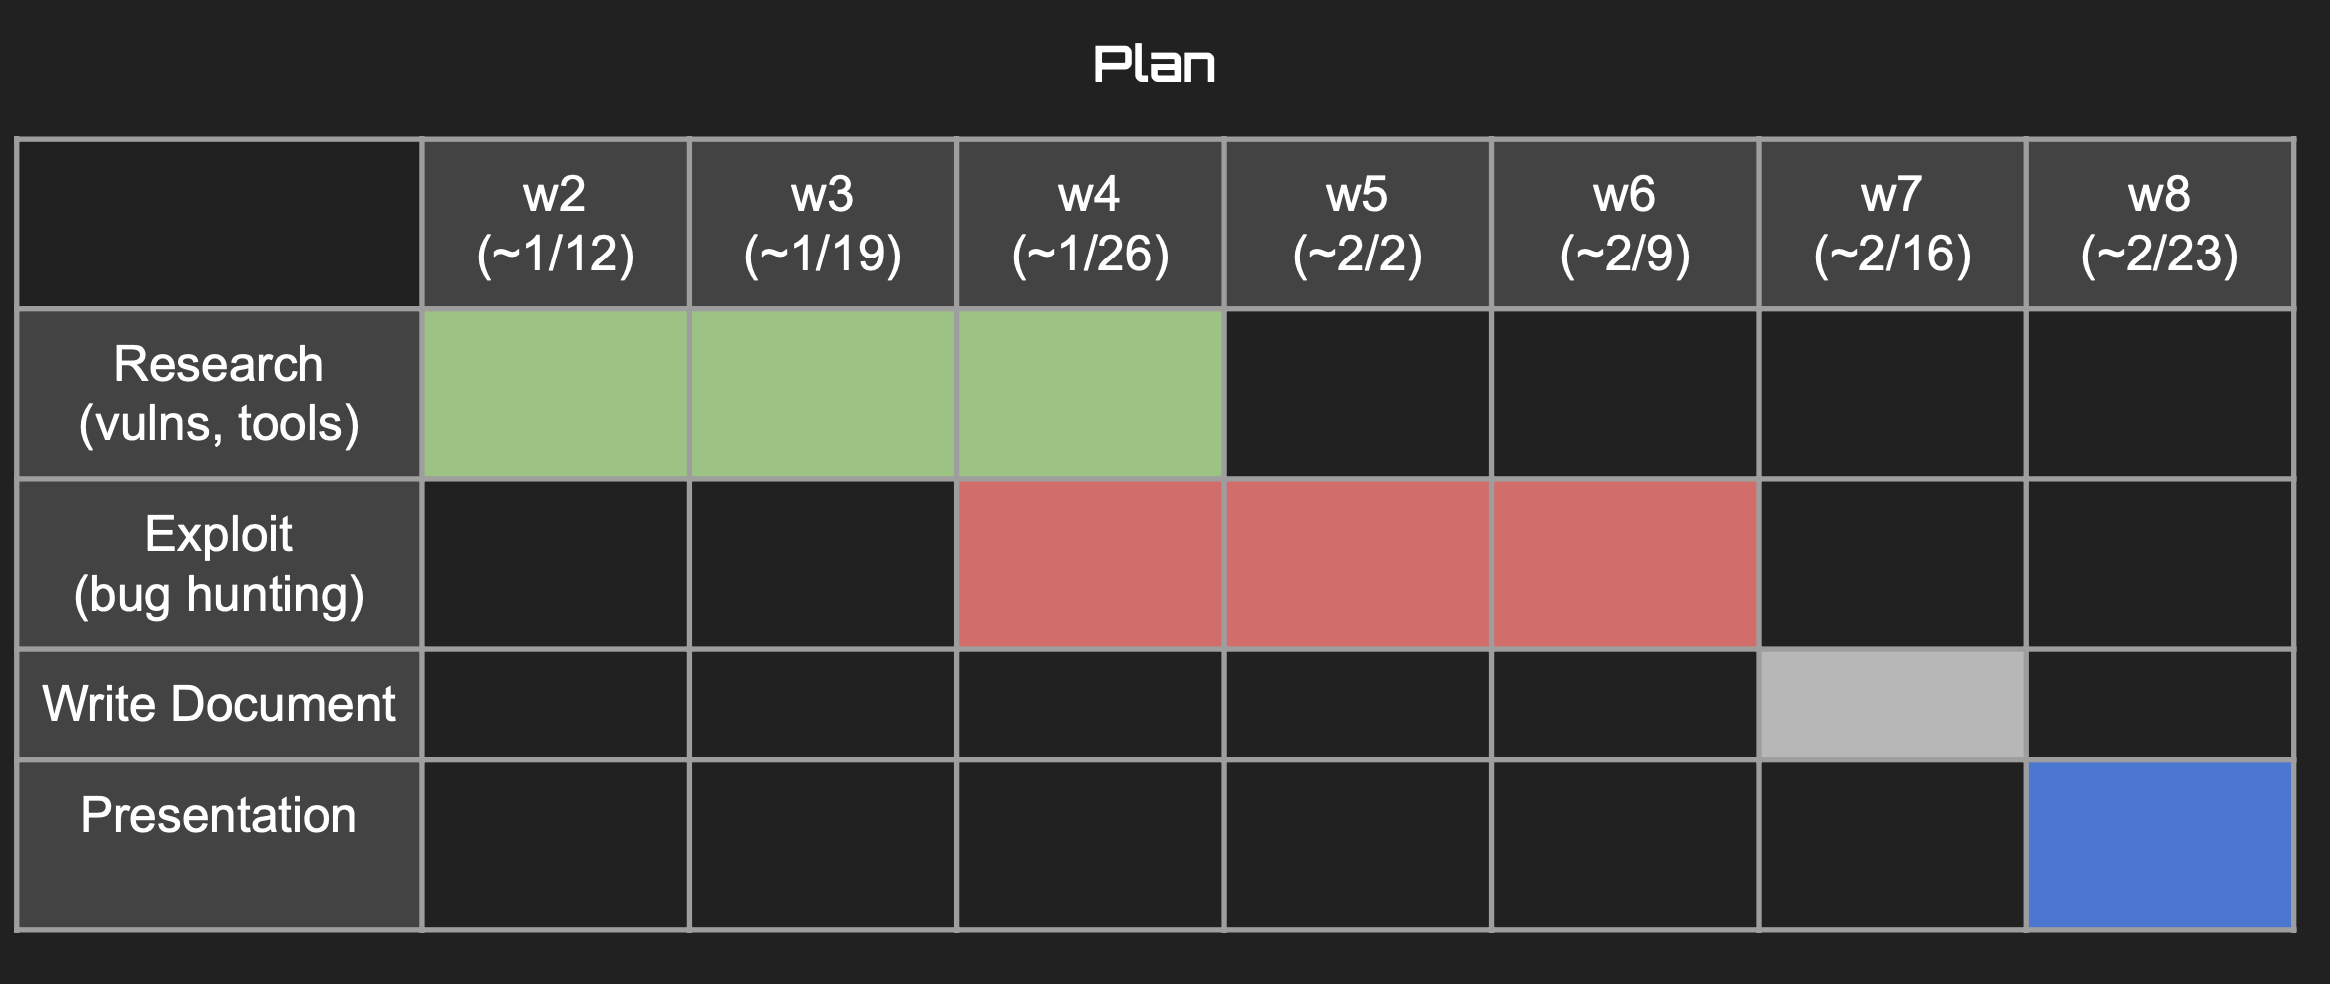 Plan
w2
(~1/12)
w3
(~1/19)
w4
(~1/26)
w5
(~2/2)
w6
(~2/9)
w7
(~2/16)
w8
(~2/23)
Research
(vulns, tools)
Exploit
(bug hunting)
Write Document
Presentation